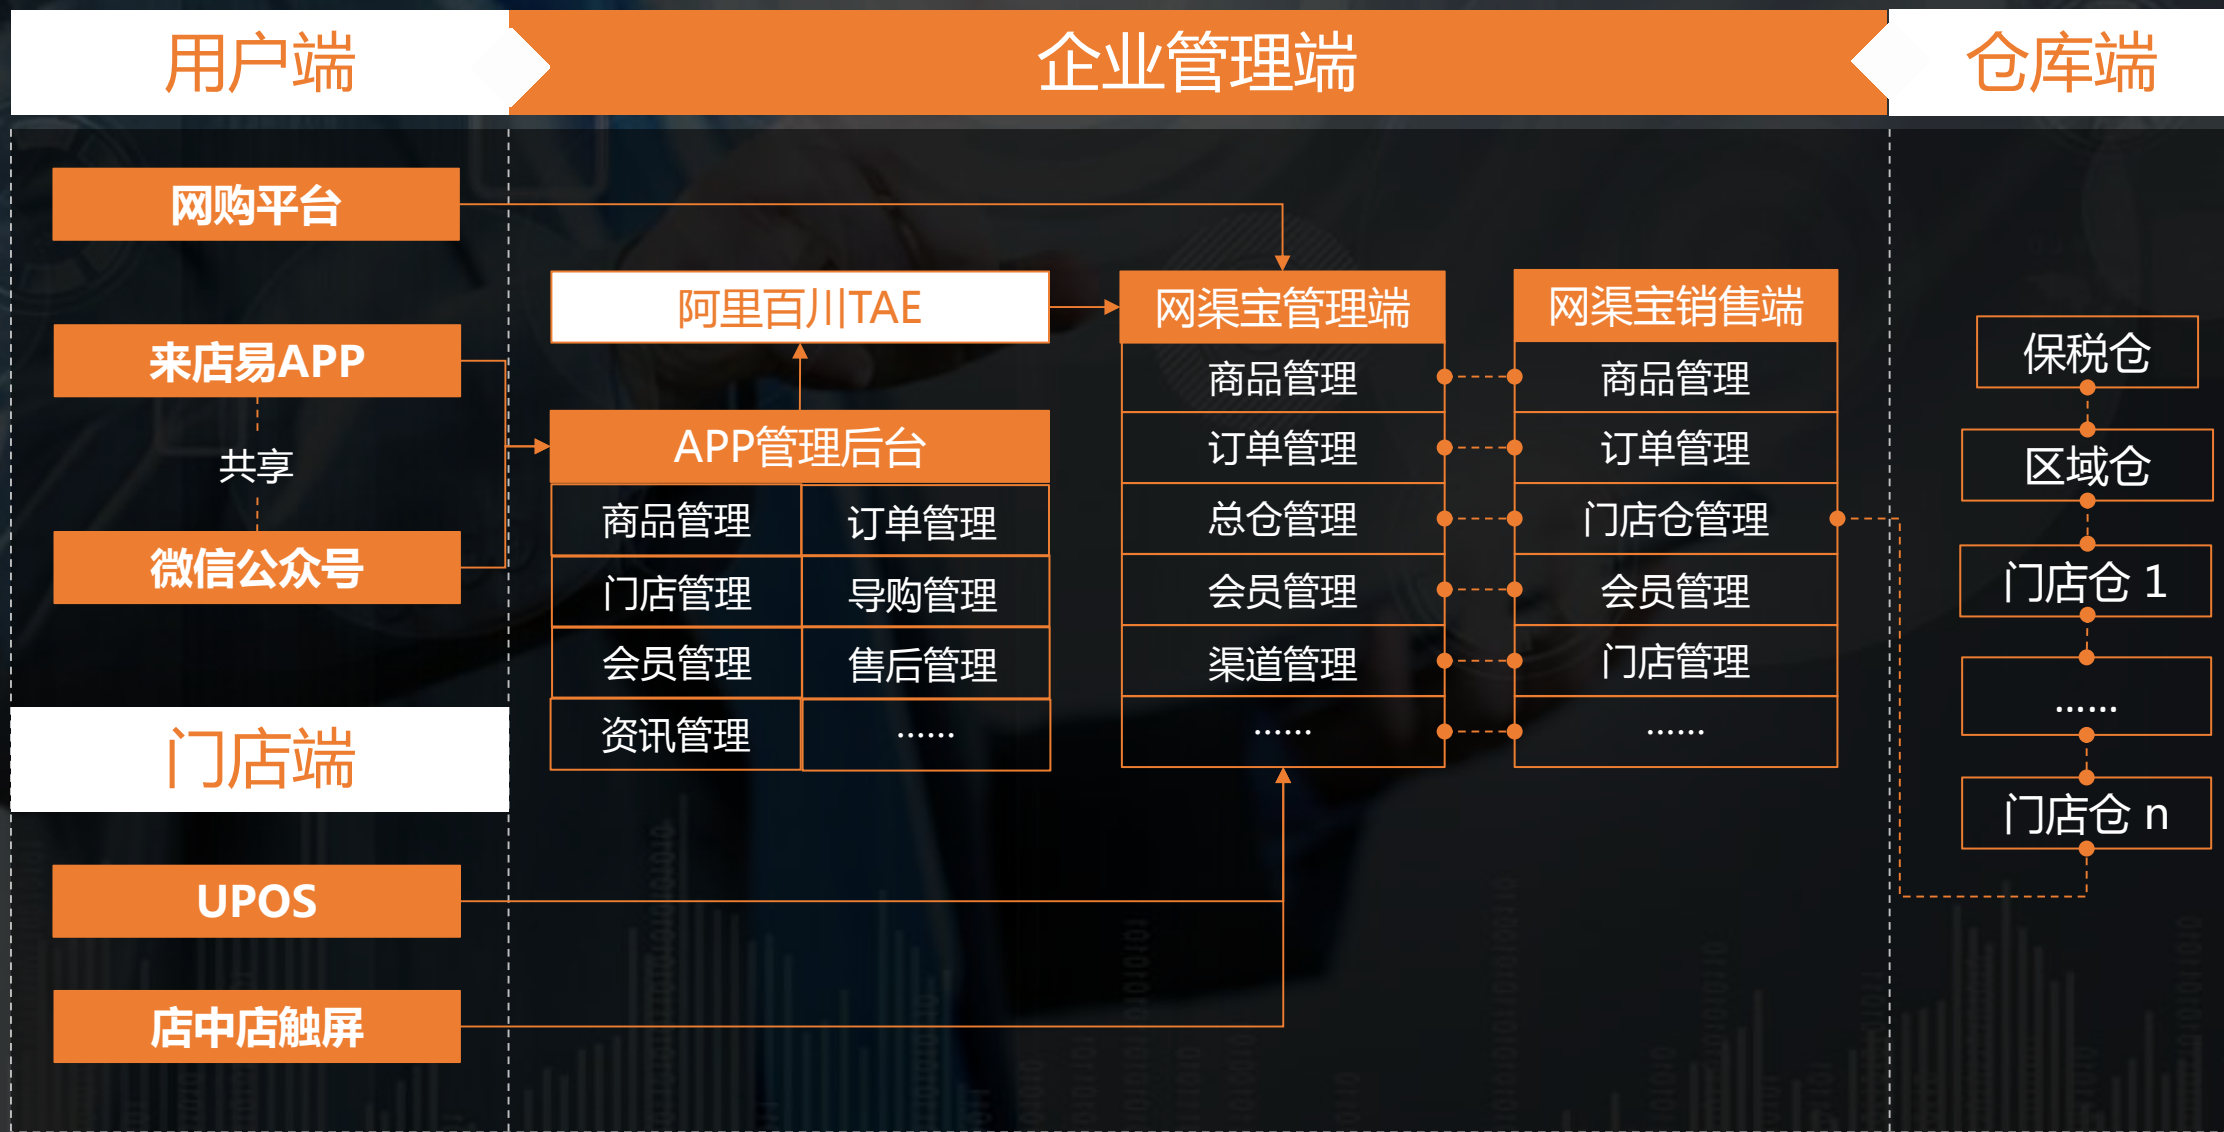 用户端
企业管理端
仓库端
网购平台
来店易APP
共享
微信公众号
门店端
UPOS
店中店触屏
阿里百川TAE
APP管理后台
商品管理
订单管理
门店管理
导购管理
会员管理
售后管理
资讯管理
……
网渠宝管理端
商品管理
订单管理
总仓管理
会员管理
渠道管理
……
网渠宝销售端
商品管理
订单管理
门店仓管理
会员管理
门店管理
……
保税仓
区域仓
门店仓 1
……
门店仓 n